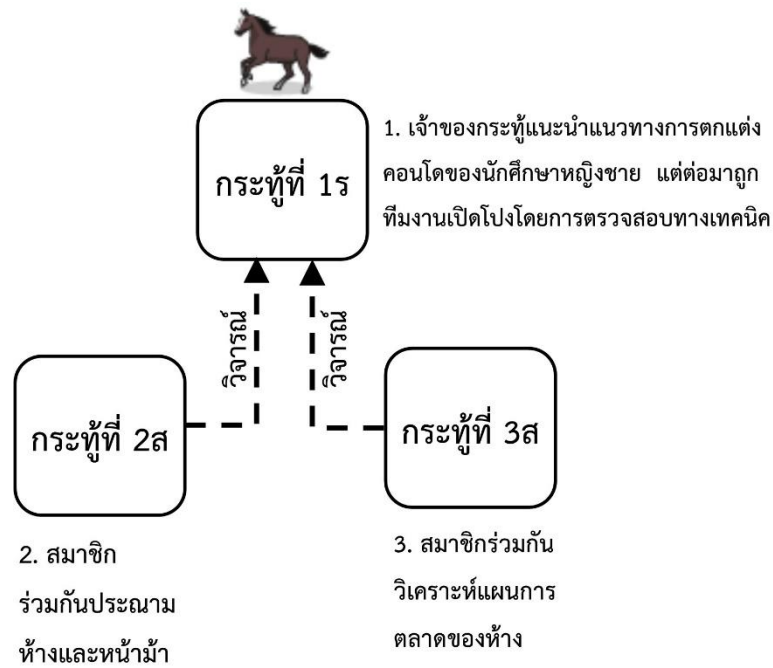 กระทู้ที่ 1ร
1. เจ้าของกระทู้แนะนำแนวทางการตกแต่ง
คอนโดของนักศึกษาหญิงชาย แต่ต่อมาถูก
ทีมงานเปิดโปงโดยการตรวจสอบทางเทคนิค
วิจารณ์
วิจารณ์
กระทู้ที่ 2ส
กระทู้ที่ 3ส
2. สมาชิก
ร่วมกันประณาม
ห้างและหน้าม้า
3. สมาชิกร่วมกัน
วิเคราะห์แผนการ
ตลาดของห้าง